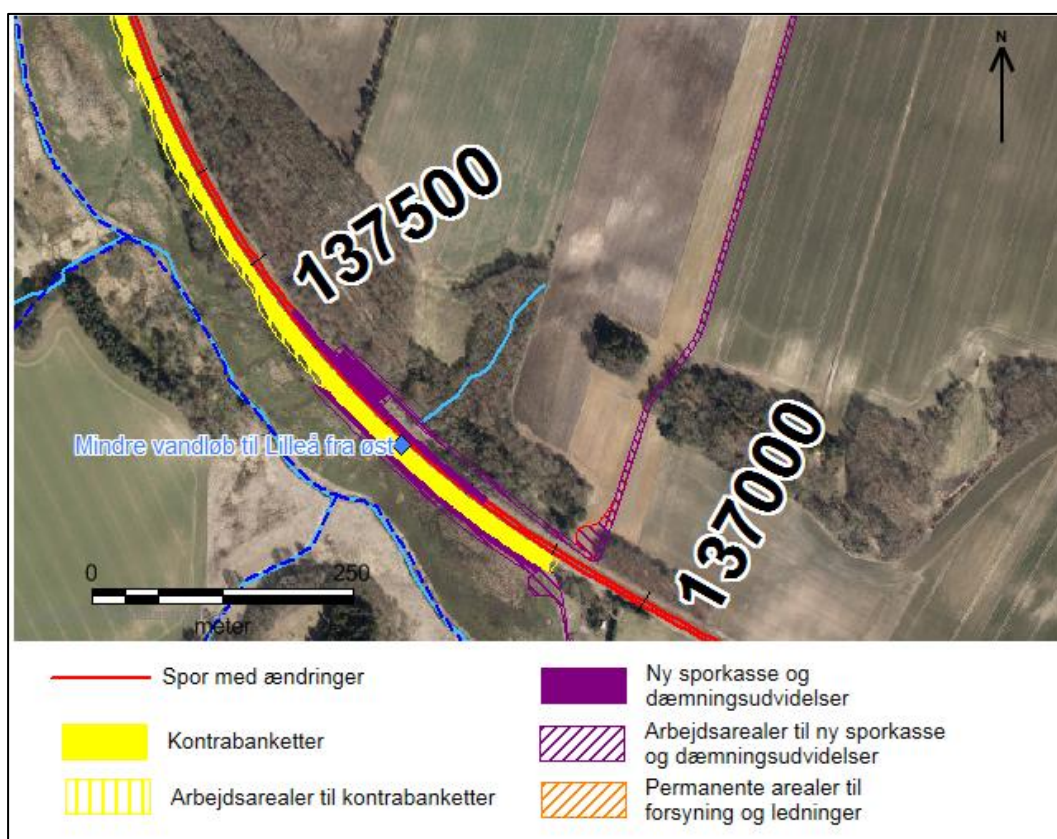 N
137500
Mindre vandløb til Lilleå fra øst
137000
0 250
meter
Spor med ændringer
Kontrabanketter
Arbejdsarealer til kontrabanketter
Ny sporkasse og
dæmningsudvidelser
Arbejdsarealer til ny sporkasse
og dæmningsudvidelser
Permanente arealer til
forsyning og ledninger